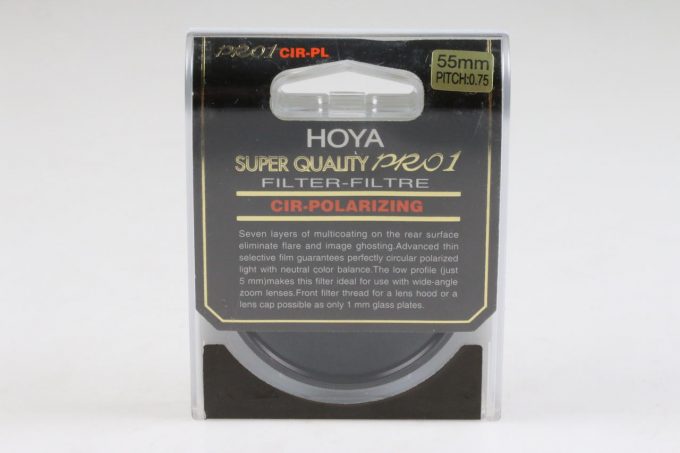 PRO1 CIR-PL
55mm
PITCH:0.75
HOYA
SUPER QUALITY PRO1
FILTER-FILTRE
CIR-POLARIZING
Seven layers of multicoating on the rear surface
eliminate flare and image ghosting.Advanced thin
selective film guarantees perfectly circular polarized
light with neutral color balance.The low profile (just
5 mm)makes this filter ideal for use with wide-angle
zoom lenses.Front filter thread for a lens hood or a
lens cap possible as only 1 mm glass plates.